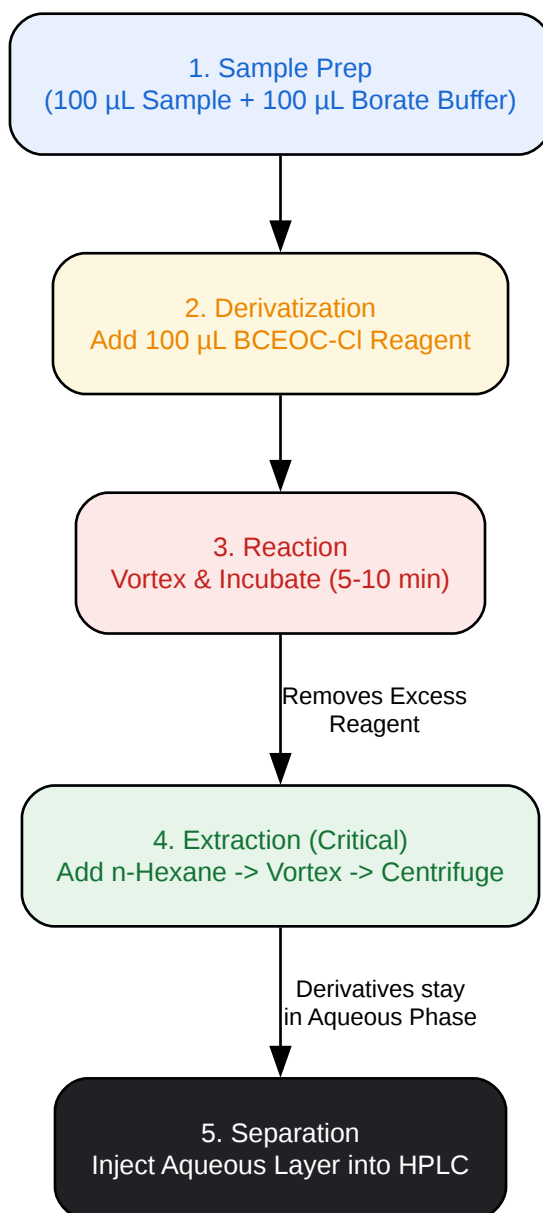 1. Sample Prep
(100 µL Sample + 100 µL Borate Buffer)
2. Derivatization
Add 100 µL BCEOC-Cl Reagent
3. Reaction
Vortex & Incubate (5-10 min)
Removes Excess
Reagent
4. Extraction (Critical)
Add n-Hexane -> Vortex -> Centrifuge
Derivatives stay
in Aqueous Phase
5. Separation
Inject Aqueous Layer into HPLC